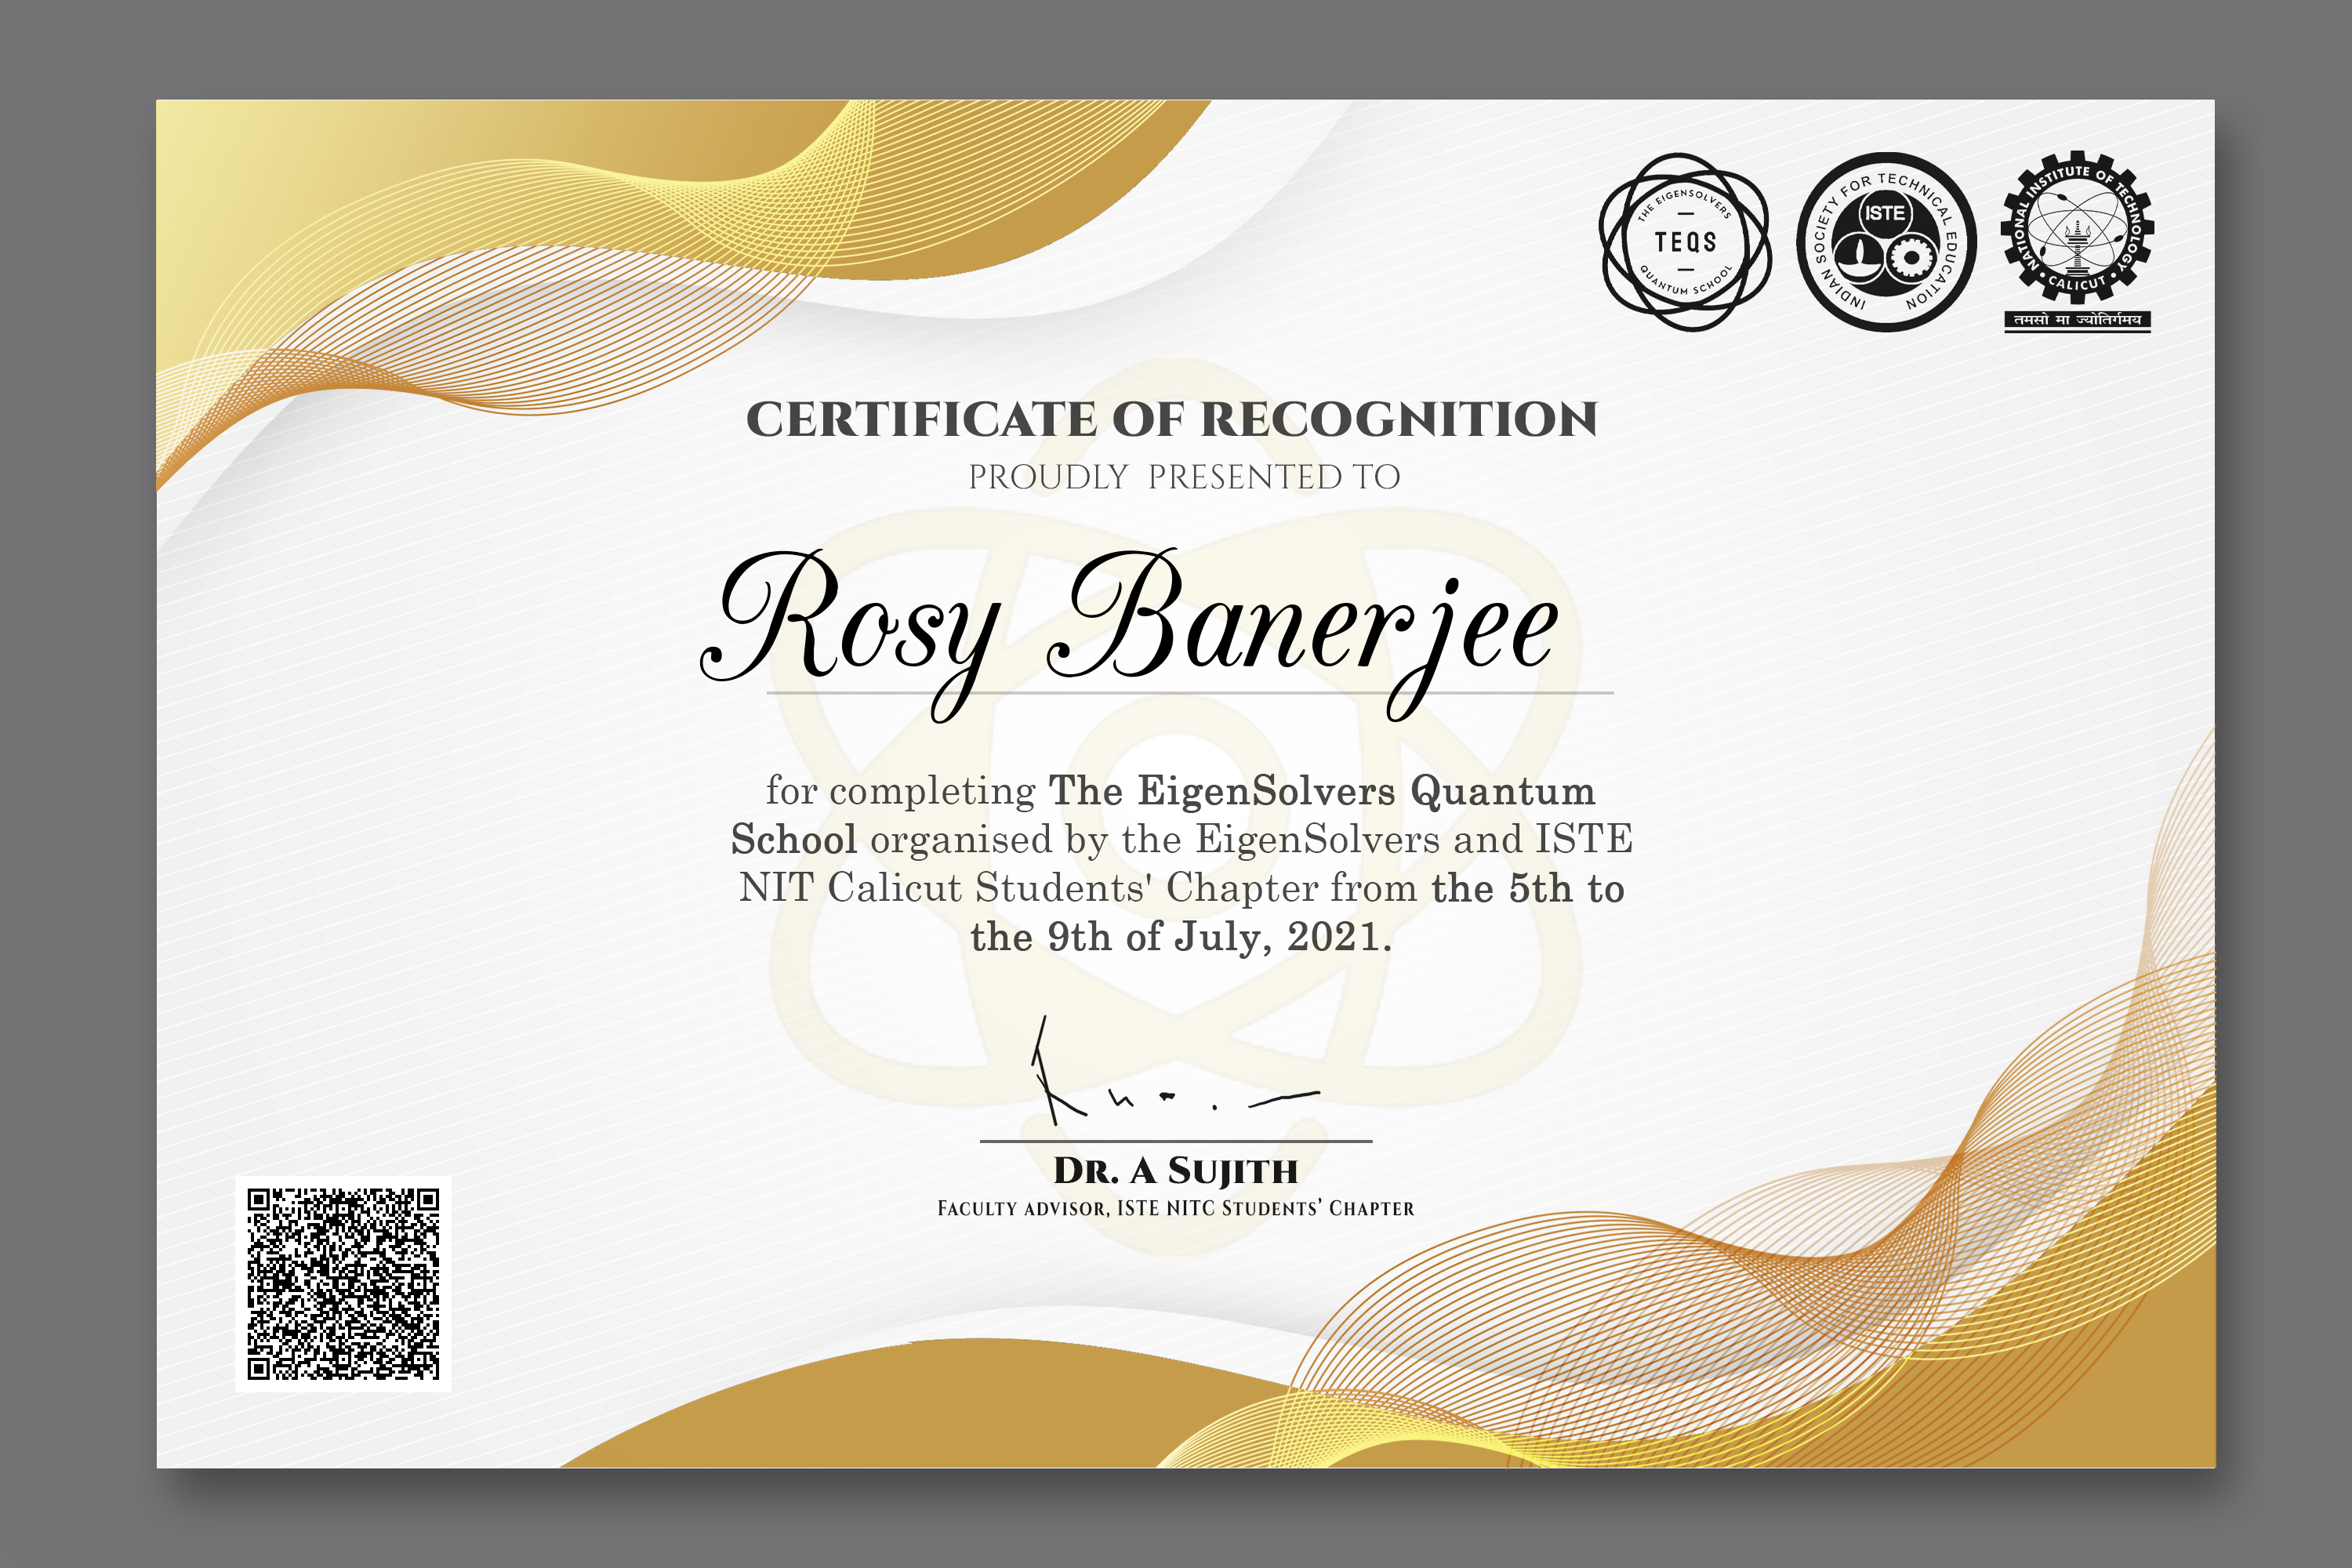 THE EIGENSOLVERS
TEQS
QUANTUM SCHOOL
INDIAN SOCIETY FOR TECHNICAL EDUCATION
ISTE
NATIONAL INSTITUTE OF TECHNOLOGY
• CALICUT •
तमसो मा ज्योतिर्गमय
CERTIFICATE OF RECOGNITION
PROUDLY PRESENTED TO
Rosy Banerjee
for completing The EigenSolvers Quantum
School organised by the EigenSolvers and ISTE
NIT Calicut Students' Chapter from the 5th to
the 9th of July, 2021.
DR. A SUJITH
FACULTY ADVISOR, ISTE NITC STUDENTS' CHAPTER